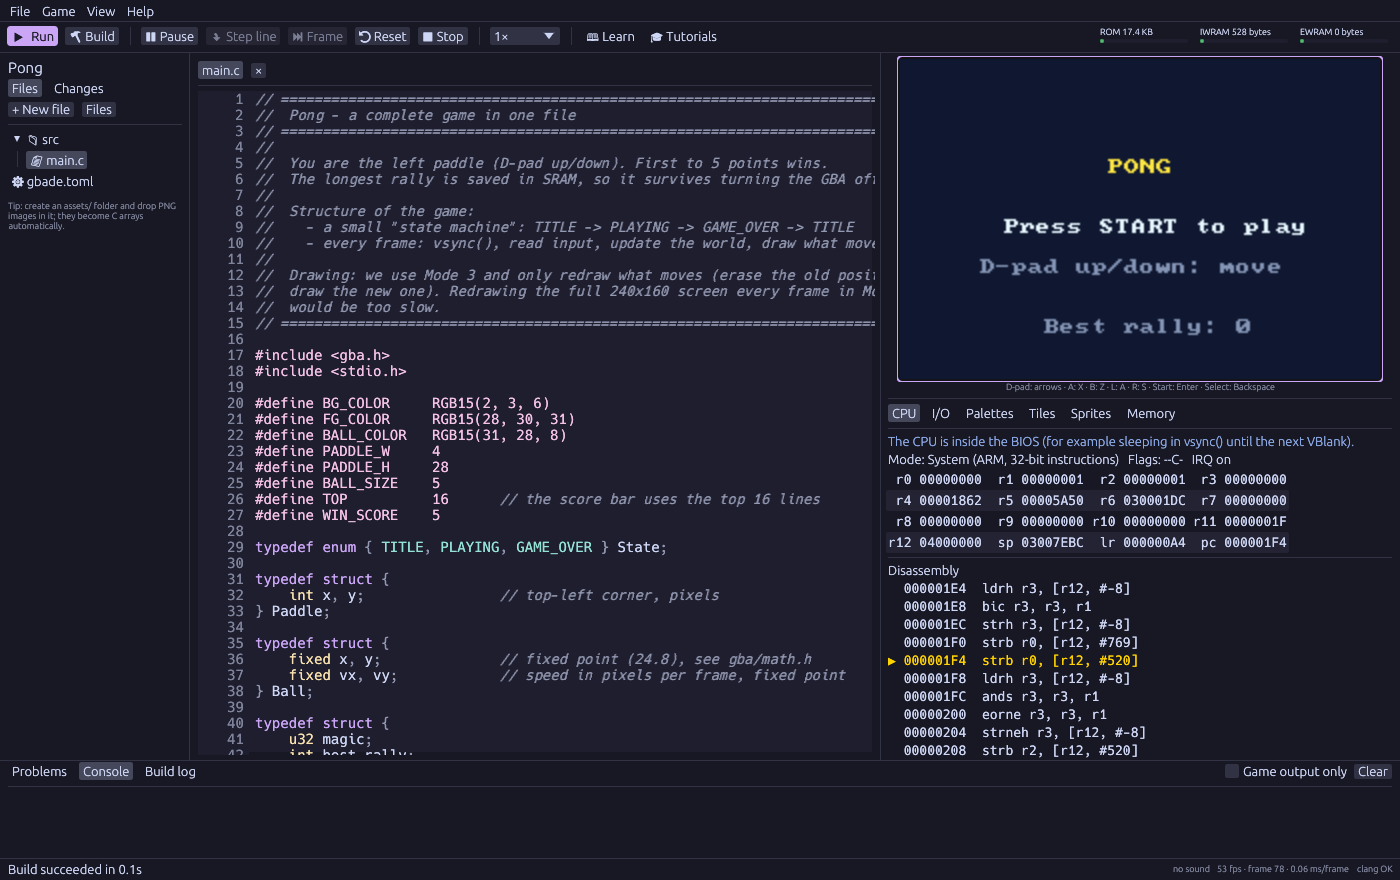 File Game View Help
Run Build Pause Step line Frame Reset Stop 1× Learn Tutorials
ROM 17.4 KB IWRAM 528 bytes EWRAM 0 bytes
Pong
Files Changes
+ New file Files
src
main.c
gbade.toml
Tip: create an assets/ folder and drop PNG
images in it; they become C arrays
automatically.
main.c ×
1 // ======================================================================
2 // Pong - a complete game in one file
3 // ======================================================================
4 //
5 // You are the left paddle (D-pad up/down). First to 5 points wins.
6 // The longest rally is saved in SRAM, so it survives turning the GBA of
7 //
8 // Structure of the game:
9 // - a small "state machine": TITLE -> PLAYING -> GAME_OVER -> TITLE
10 // - every frame: vsync(), read input, update the world, draw what move
11 //
12 // Drawing: we use Mode 3 and only redraw what moves (erase the old posit
13 // draw the new one). Redrawing the full 240x160 screen every frame in Mo
14 // would be too slow.
15 // ======================================================================
16
17 #include <gba.h>
18 #include <stdio.h>
19
20 #define BG_COLOR RGB15(2, 3, 6)
21 #define FG_COLOR RGB15(28, 30, 31)
22 #define BALL_COLOR RGB15(31, 28, 8)
23 #define PADDLE_W 4
24 #define PADDLE_H 28
25 #define BALL_SIZE 5
26 #define TOP 16 // the score bar uses the top 16 lines
27 #define WIN_SCORE 5
28
29 typedef enum { TITLE, PLAYING, GAME_OVER } State;
30
31 typedef struct {
32 int x, y; // top-left corner, pixels
33 } Paddle;
34
35 typedef struct {
36 fixed x, y; // fixed point (24.8), see gba/math.h
37 fixed vx, vy; // speed in pixels per frame, fixed point
38 } Ball;
39
40 typedef struct {
41 u32 magic;
42 int best_rally;
PONG
Press START to play
D-pad up/down: move
Best rally: 0
D-pad: arrows · A: X · B: Z · L: A · R: S · Start: Enter · Select: Backspace
CPU I/O Palettes Tiles Sprites Memory
The CPU is inside the BIOS (for example sleeping in vsync() until the next VBlank).
Mode: System (ARM, 32-bit instructions) Flags: --C- IRQ on
r0 00000000 r1 00000001 r2 00000001 r3 00000000
r4 00001862 r5 00005A50 r6 030001DC r7 00000000
r8 00000000 r9 00000000 r10 00000000 r11 0000001F
r12 04000000 sp 03007EBC lr 000000A4 pc 000001F4
Disassembly
000001E4 ldrh r3, [r12, #-8]
000001E8 bic r3, r3, r1
000001EC strh r3, [r12, #-8]
000001F0 strb r0, [r12, #769]
▶ 000001F4 strb r0, [r12, #520]
000001F8 ldrh r3, [r12, #-8]
000001FC ands r3, r3, r1
00000200 eorne r3, r3, r1
00000204 strneh r3, [r12, #-8]
00000208 strb r2, [r12, #520]
Problems Console Build log
Game output only Clear
Build succeeded in 0.1s
no sound 53 fps · frame 78 · 0.06 ms/frame clang OK